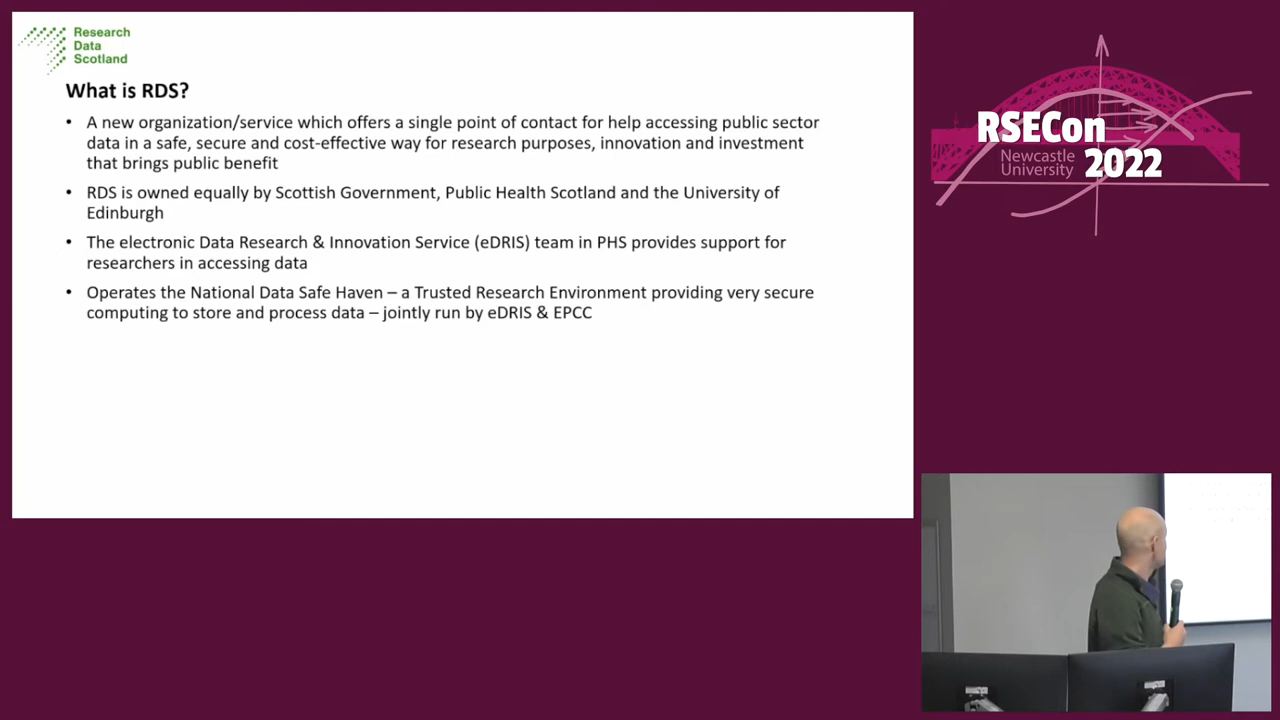 Research
Data
Scotland
What is RDS?
• A new organization/service which offers a single point of contact for help accessing public sector
data in a safe, secure and cost-effective way for research purposes, innovation and investment
that brings public benefit
• RDS is owned equally by Scottish Government, Public Health Scotland and the University of
Edinburgh
• The electronic Data Research & Innovation Service (eDRIS) team in PHS provides support for
researchers in accessing data
• Operates the National Data Safe Haven – a Trusted Research Environment providing very secure
computing to store and process data – jointly run by eDRIS & EPCC
RSECon
Newcastle
University
2022